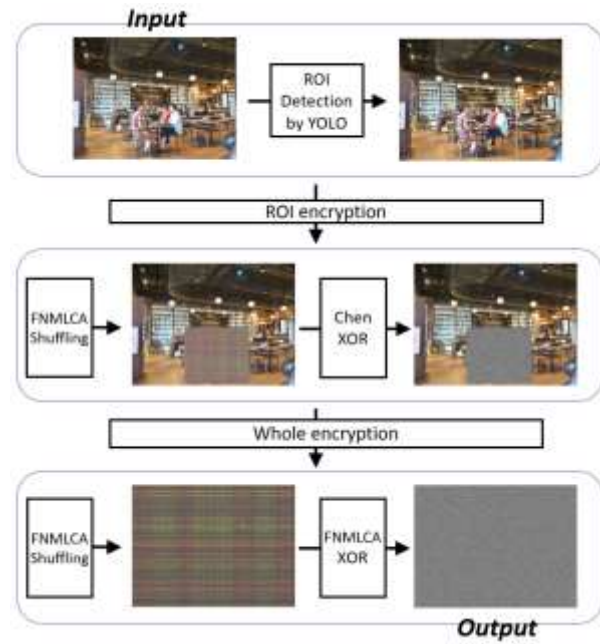 Input
ROI
Detection
by YOLO
ROI encryption
FNMLCA
Shuffling
Chen
XOR
Whole encryption
FNMLCA
Shuffling
FNMLCA
XOR
Output